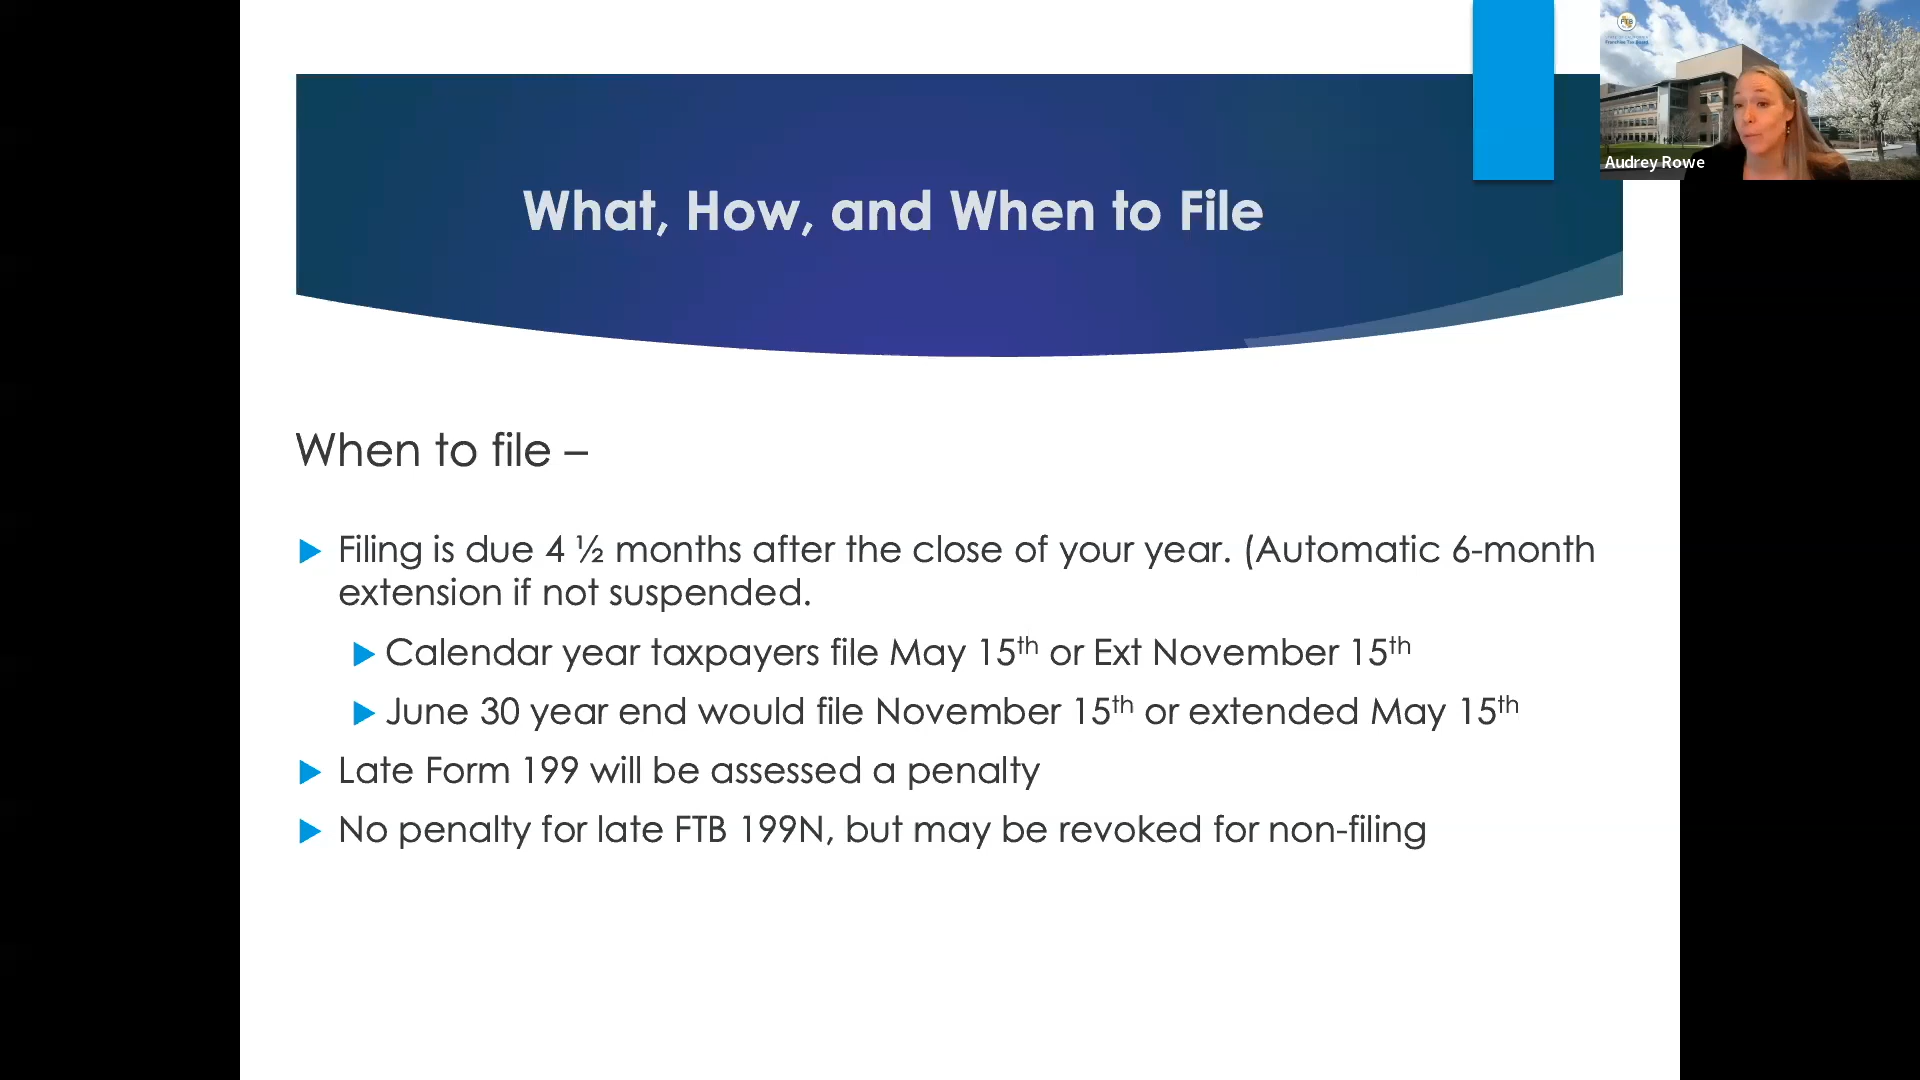 What, How, and When to File
FTB
Audrey Rowe
When to file –
Filing is due 4 ½ months after the close of your year. (Automatic 6-month
extension if not suspended.
Calendar year taxpayers file May 15th or Ext November 15th
June 30 year end would file November 15th or extended May 15th
Late Form 199 will be assessed a penalty
No penalty for late FTB 199N, but may be revoked for non-filing